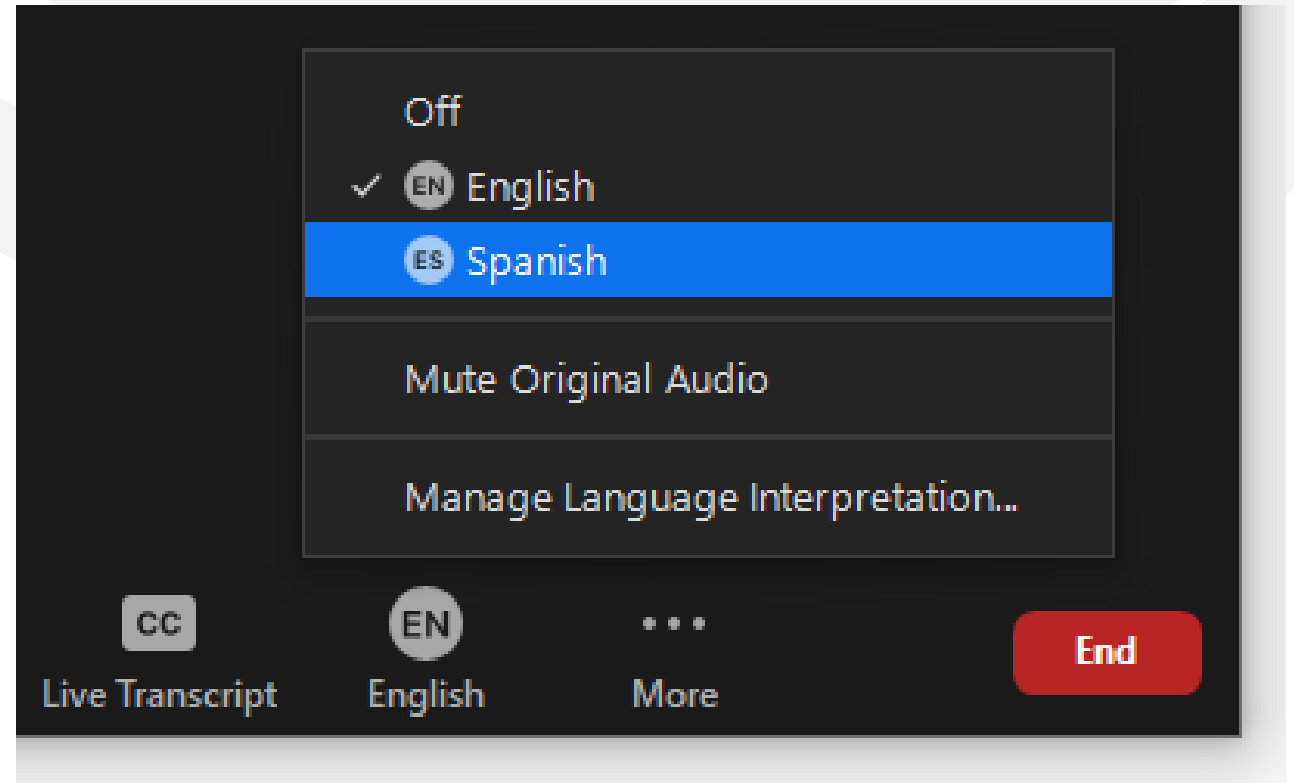 Off
EN English
ES Spanish
Mute Original Audio
Manage Language Interpretation...
CC EN
Live Transcript English More
End